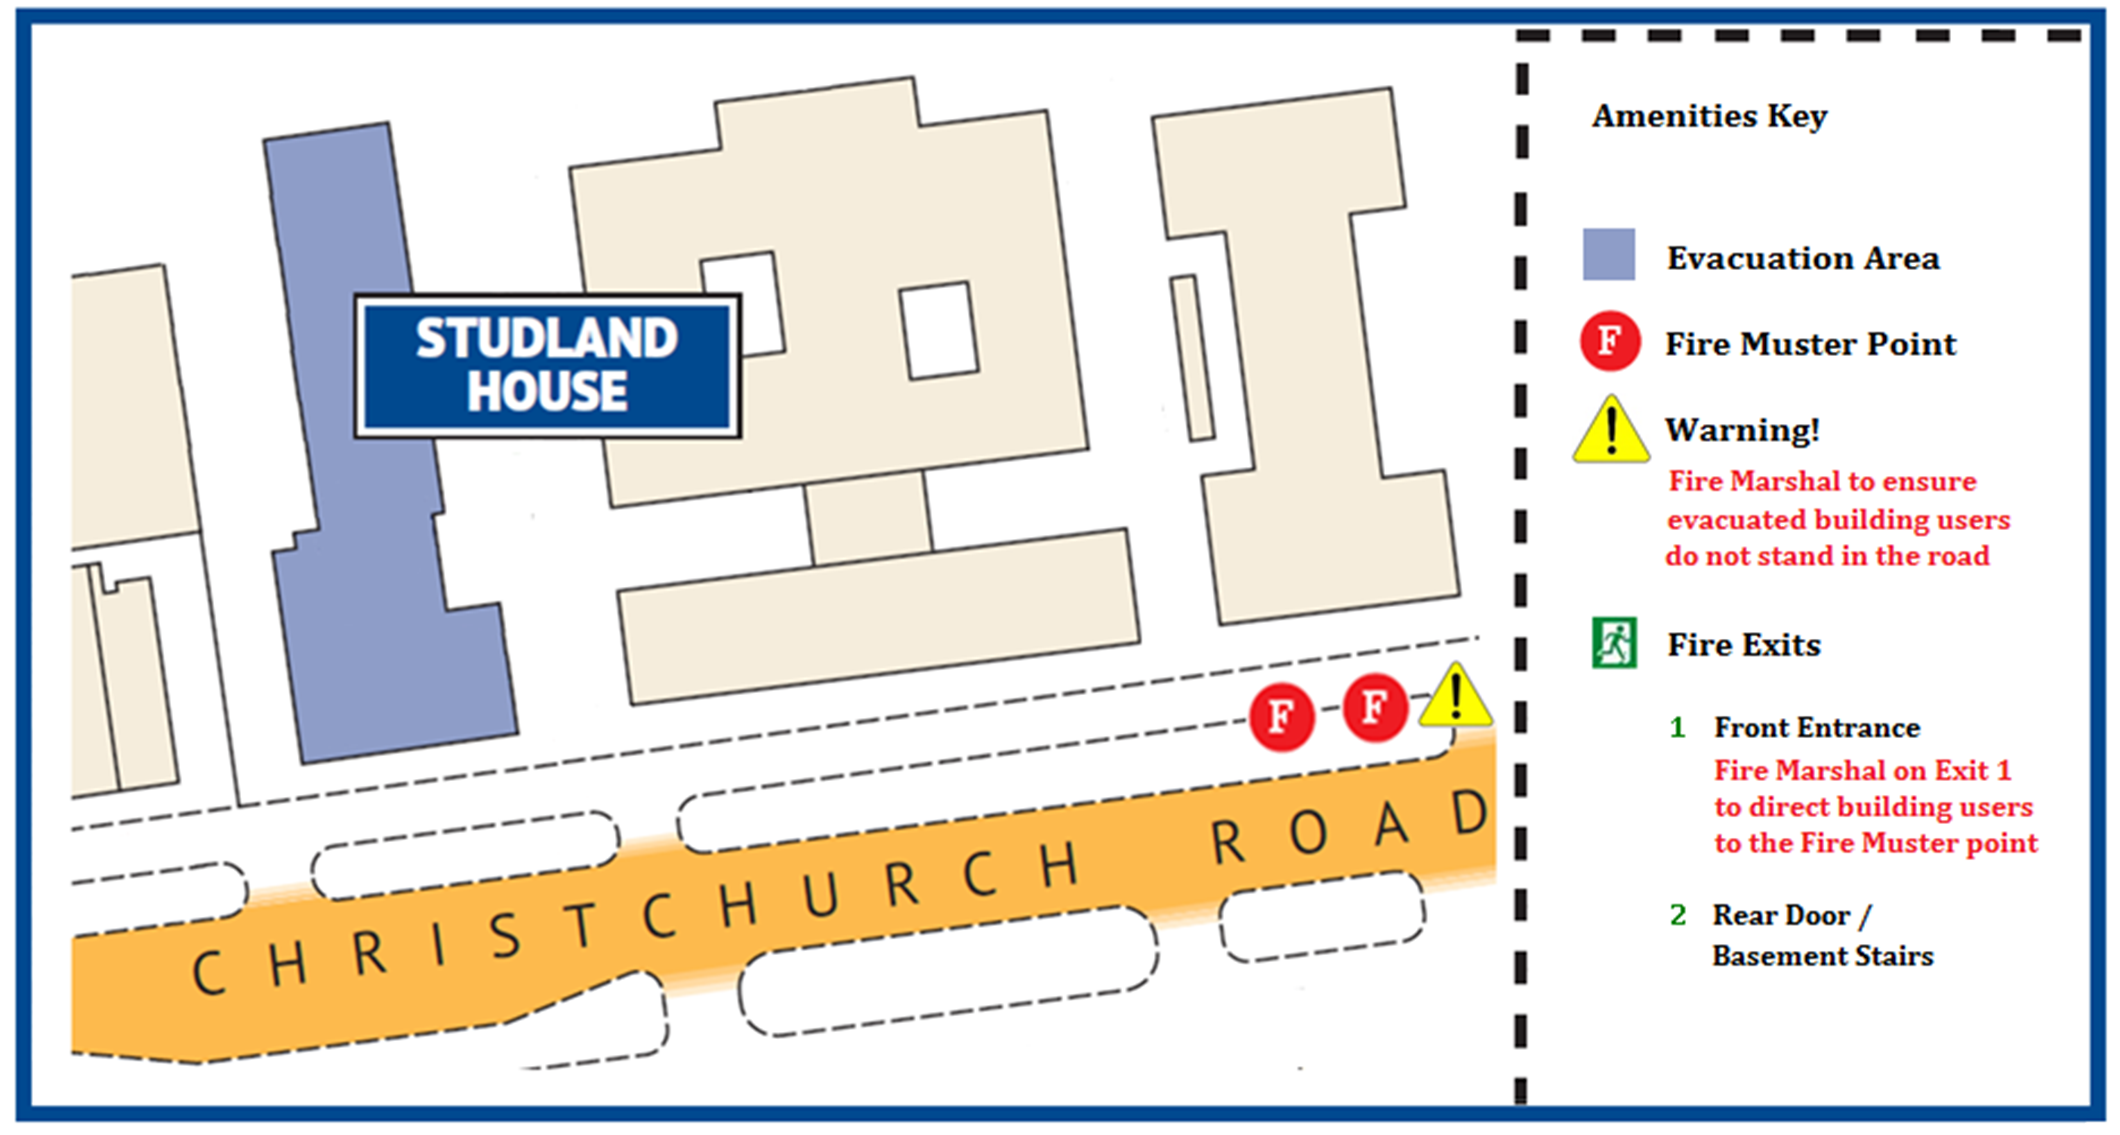 STUDLAND
HOUSE
F F !
CHRISTCHURCH ROAD
Amenities Key
Evacuation Area
F Fire Muster Point
! Warning!
Fire Marshal to ensure
evacuated building users
do not stand in the road
Fire Exits
1 Front Entrance
Fire Marshal on Exit 1
to direct building users
to the Fire Muster point
2 Rear Door /
Basement Stairs